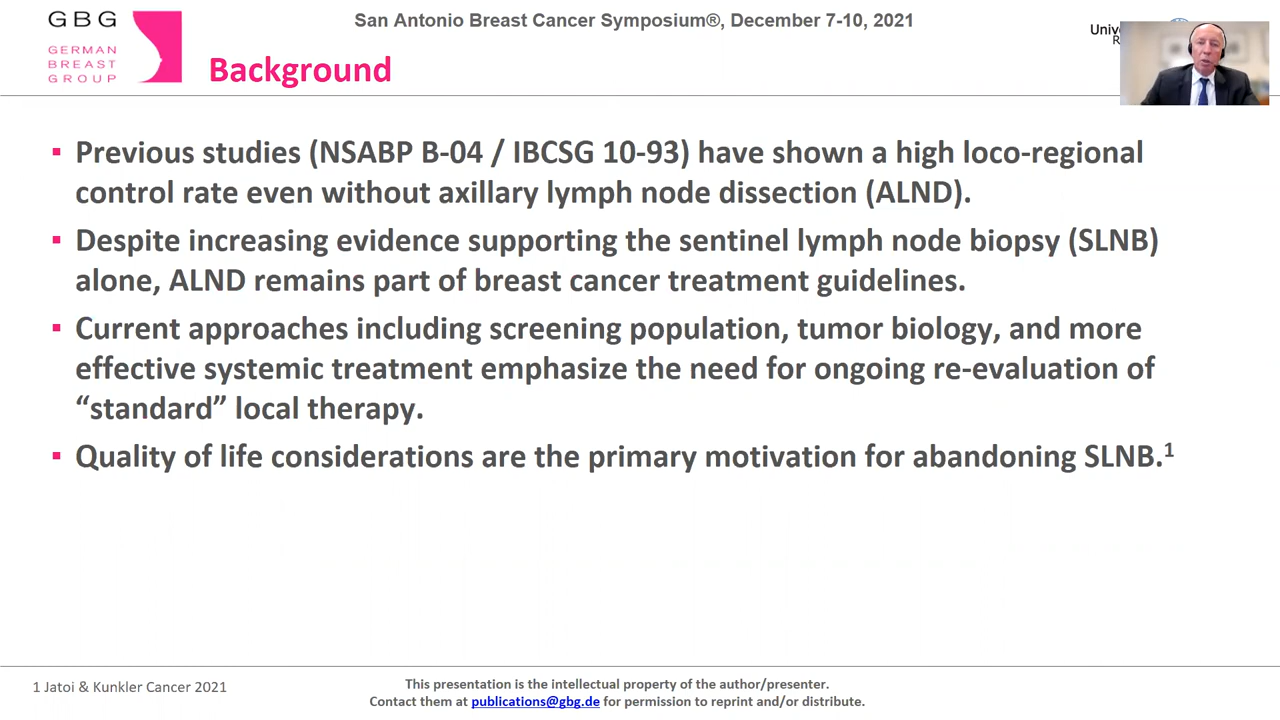 GBG
GERMAN
BREAST
GROUP
San Antonio Breast Cancer Symposium®, December 7-10, 2021
Background
▪ Previous studies (NSABP B-04 / IBCSG 10-93) have shown a high loco-regional
control rate even without axillary lymph node dissection (ALND).
▪ Despite increasing evidence supporting the sentinel lymph node biopsy (SLNB)
alone, ALND remains part of breast cancer treatment guidelines.
▪ Current approaches including screening population, tumor biology, and more
effective systemic treatment emphasize the need for ongoing re-evaluation of
“standard” local therapy.
▪ Quality of life considerations are the primary motivation for abandoning SLNB.¹
1 Jatoi & Kunkler Cancer 2021
This presentation is the intellectual property of the author/presenter.
Contact them at publications@gbg.de for permission to reprint and/or distribute.